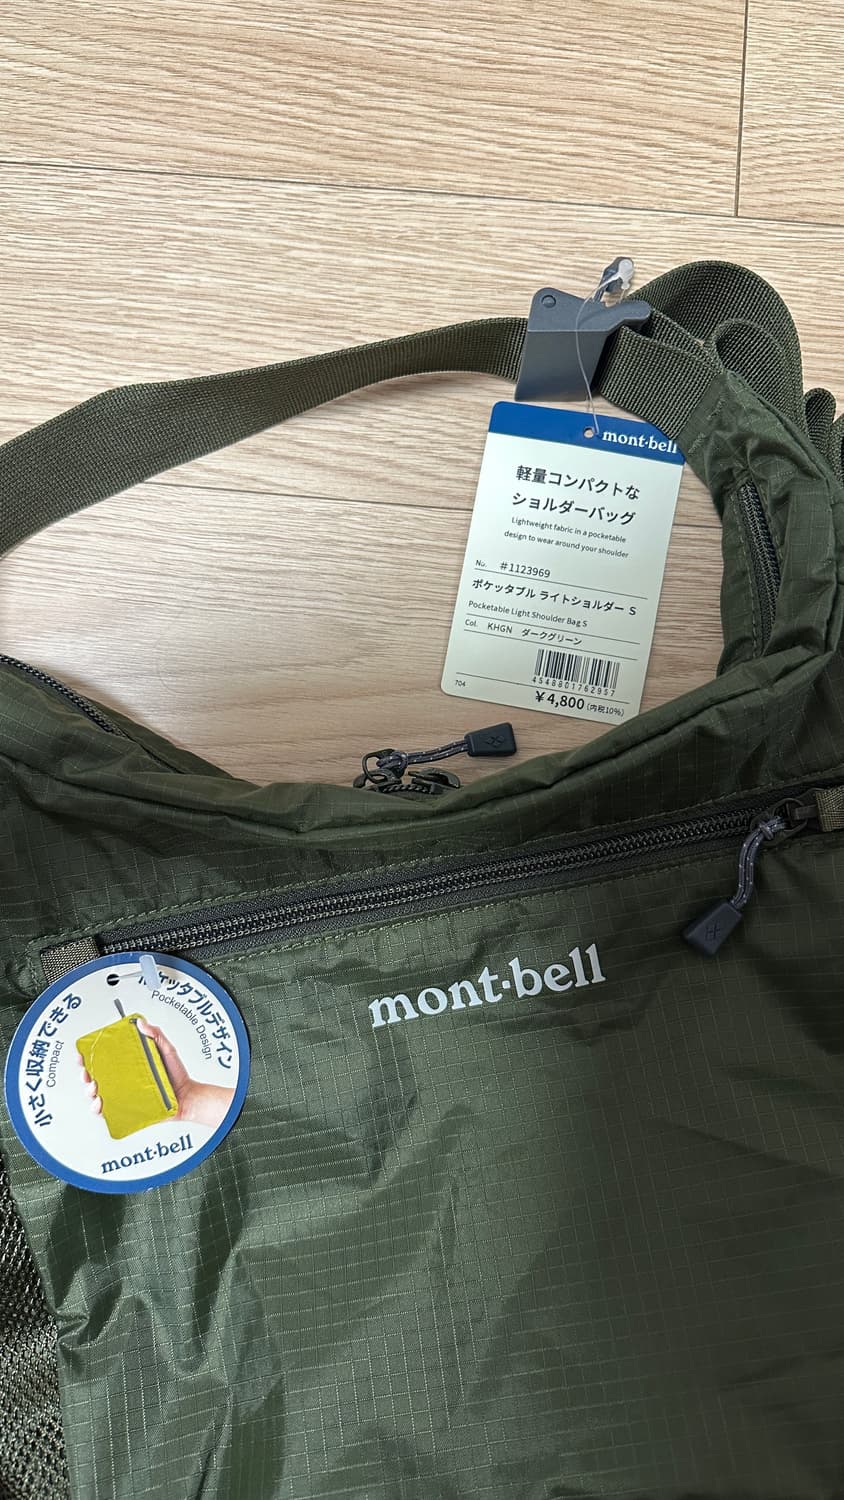 mont·bell
軽量コンパクトな
ショルダーバッグ
Lightweight fabric in a pocketable
design to wear around your shoulder
No. #1123969
ポケッタブル ライトショルダー S
Pocketable Light Shoulder Bag S
Col. KHGN ダークグリーン
4548801762957
704
¥4,800(内税10%)
mont·bell
小さく収納できる
Compact
ポケッタブルデザイン
Pocketable Design
mont·bell